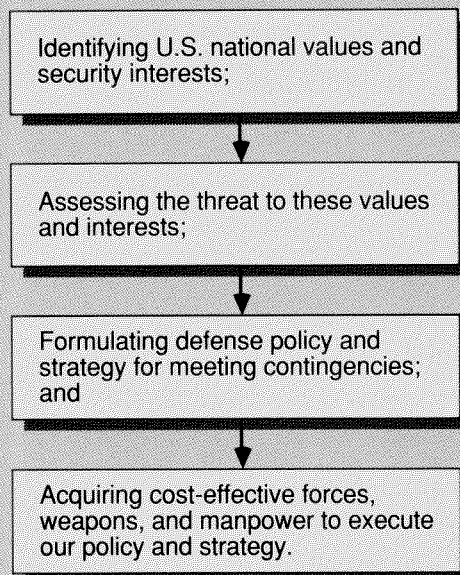 Identifying U.S. national values and
security interests;
Assessing the threat to these values
and interests;
Formulating defense policy and
strategy for meeting contingencies;
and
Acquiring cost-effective forces,
weapons, and manpower to execute
our policy and strategy.